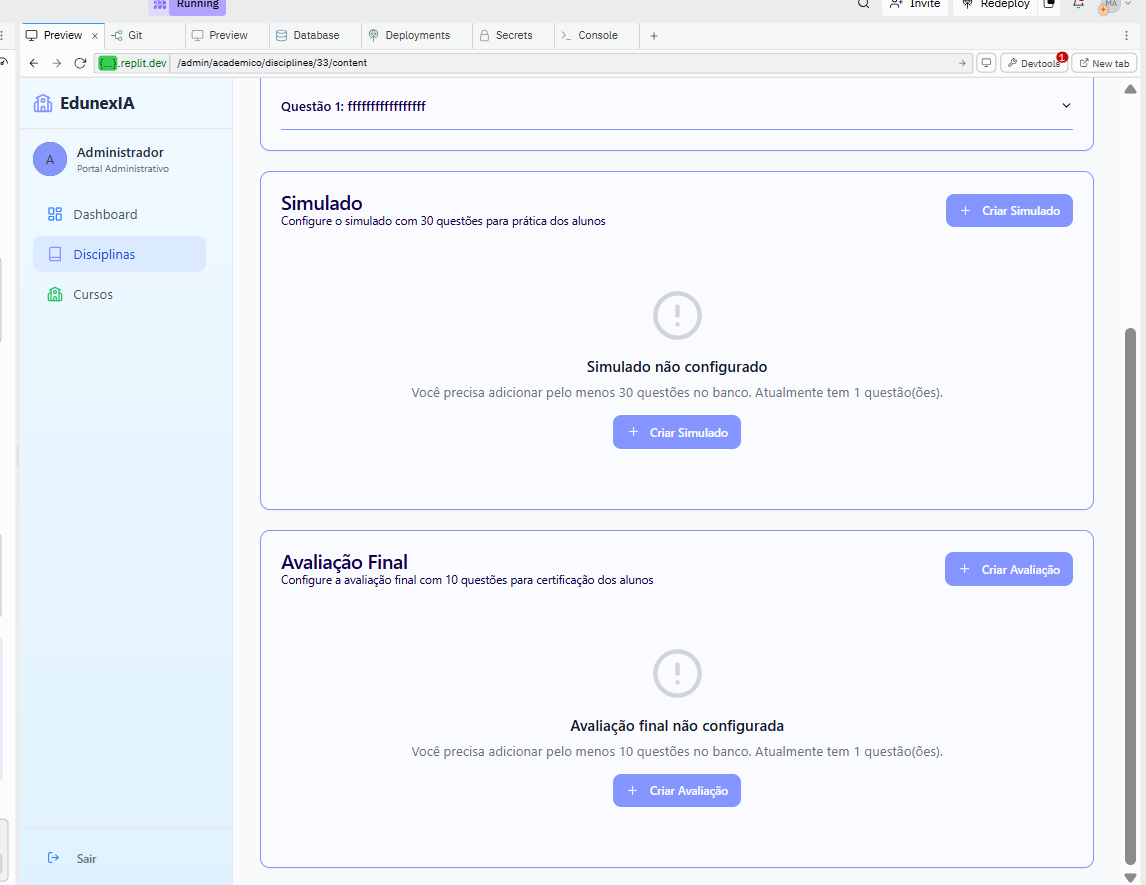 Running
Invite
Redeploy
MA
Preview
Git
Preview
Database
Deployments
Secrets
Console
{...}.replit.dev
/admin/academico/disciplines/33/content
Devtools
1
New tab
EdunexIA
A
Administrador
Portal Administrativo
Dashboard
Disciplinas
Cursos
Sair
Questão 1: ffffffffffffffff
Simulado
Configure o simulado com 30 questões para prática dos alunos
Criar Simulado
Simulado não configurado
Você precisa adicionar pelo menos 30 questões no banco. Atualmente tem 1 questão(ões).
Criar Simulado
Avaliação Final
Configure a avaliação final com 10 questões para certificação dos alunos
Criar Avaliação
Avaliação final não configurada
Você precisa adicionar pelo menos 10 questões no banco. Atualmente tem 1 questão(ões).
Criar Avaliação